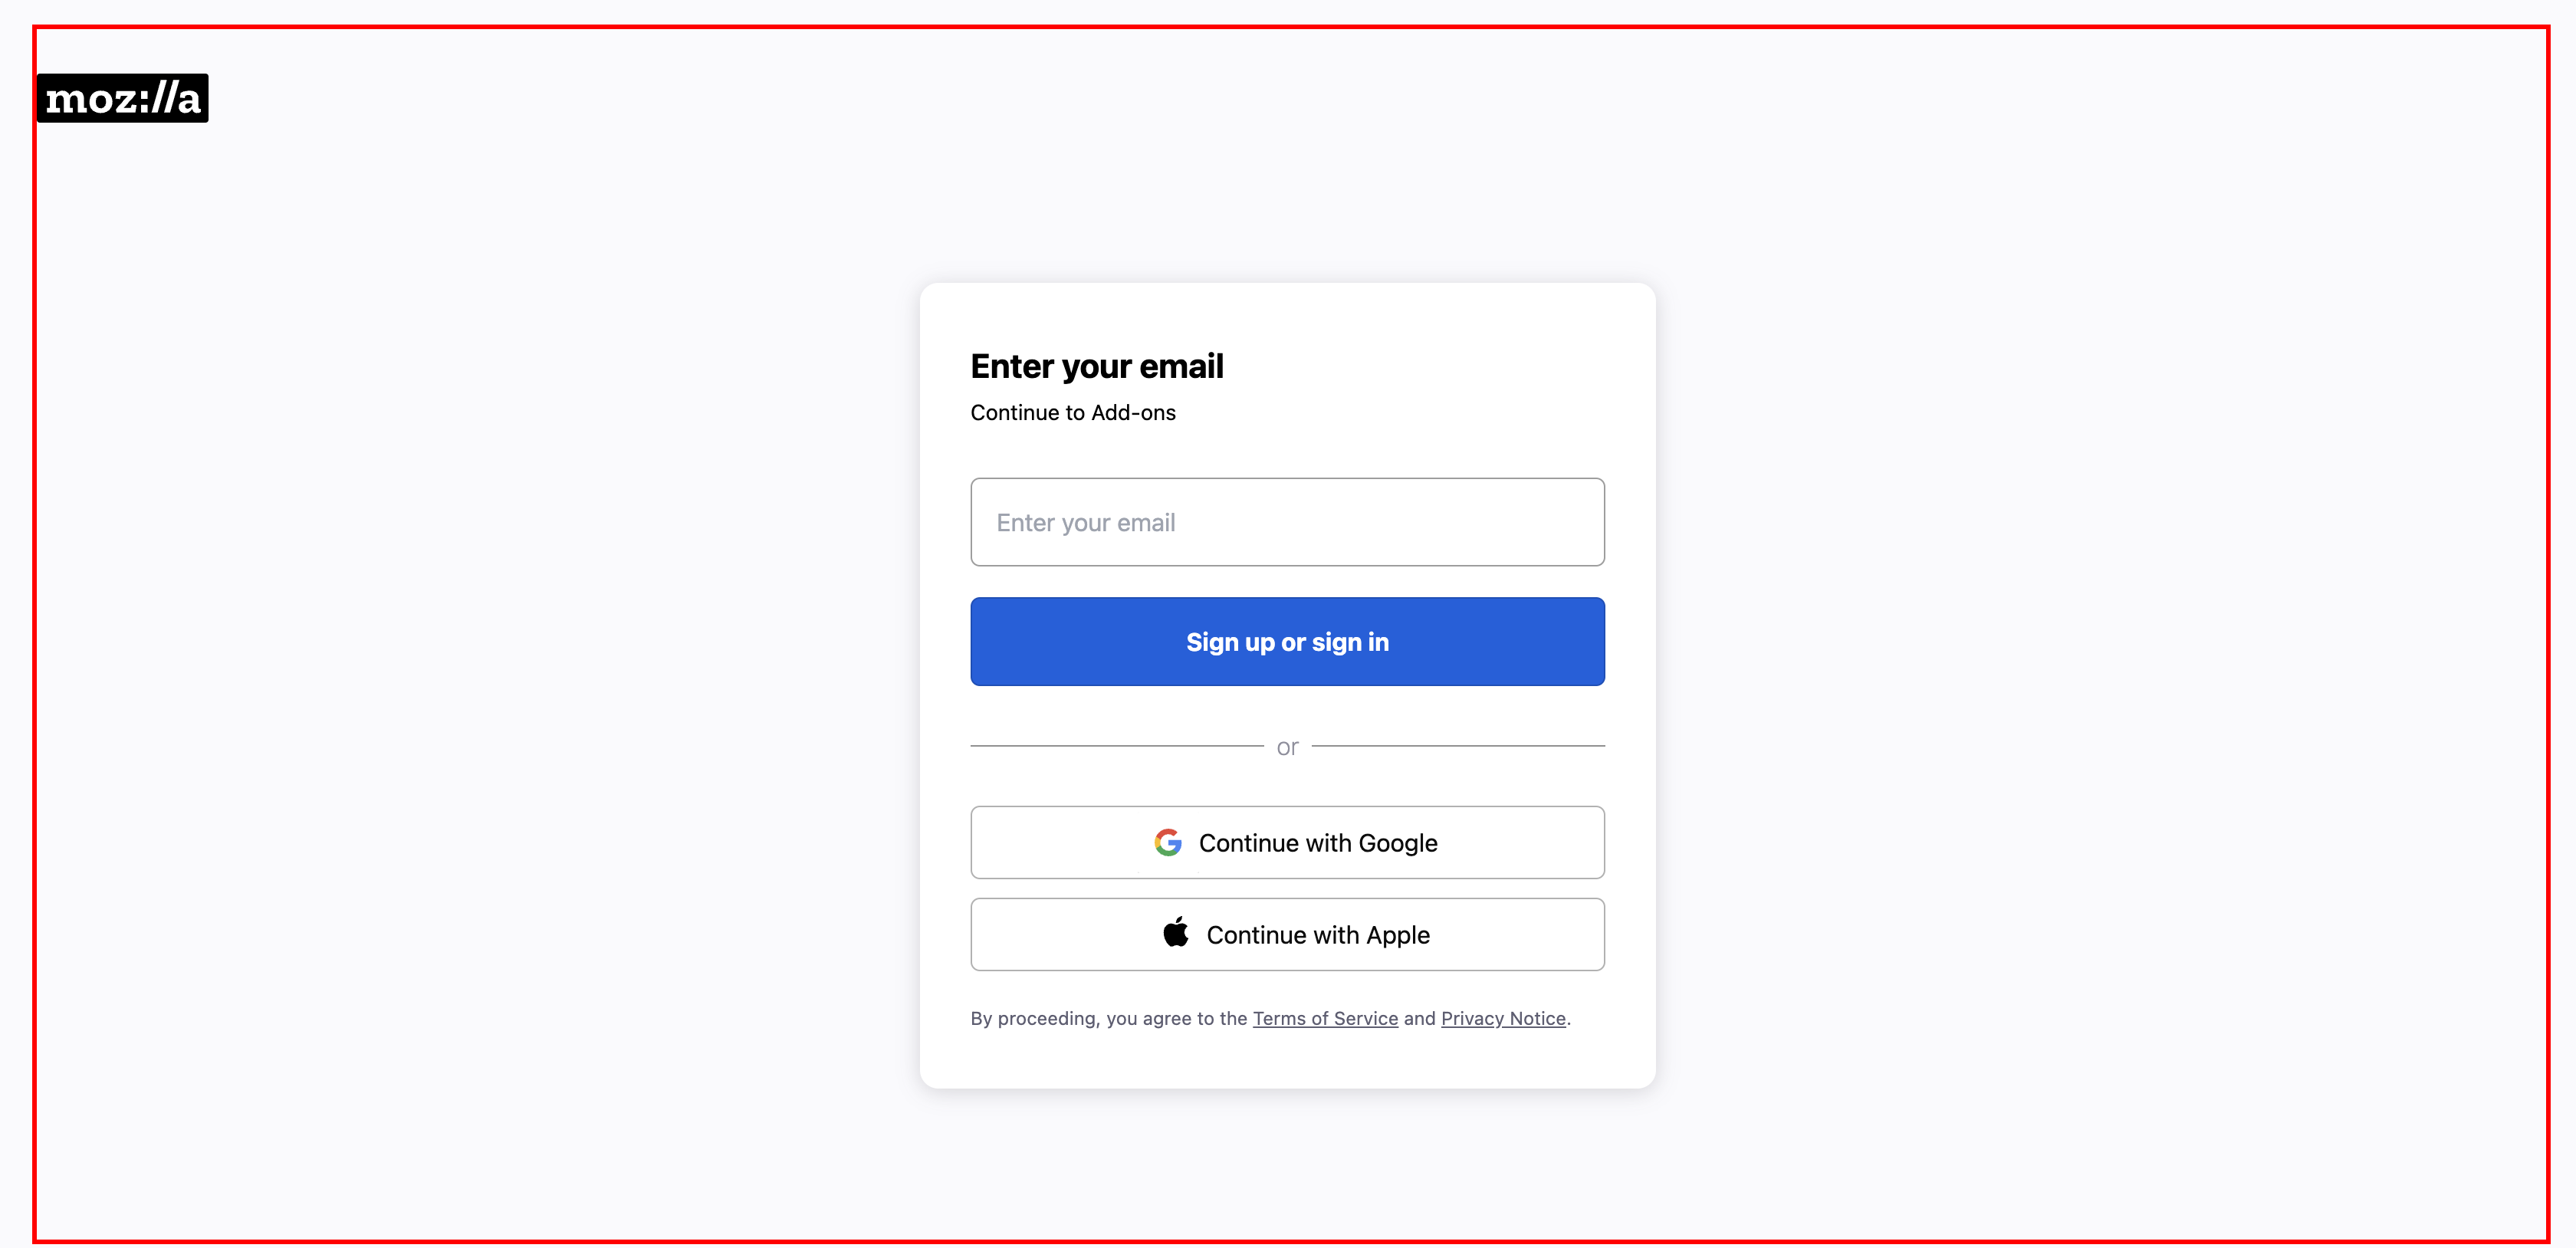 moz://a
Enter your email
Continue to Add-ons
Enter your email
Sign up or sign in
or
Continue with Google
Continue with Apple
By proceeding, you agree to the Terms of Service and Privacy Notice.